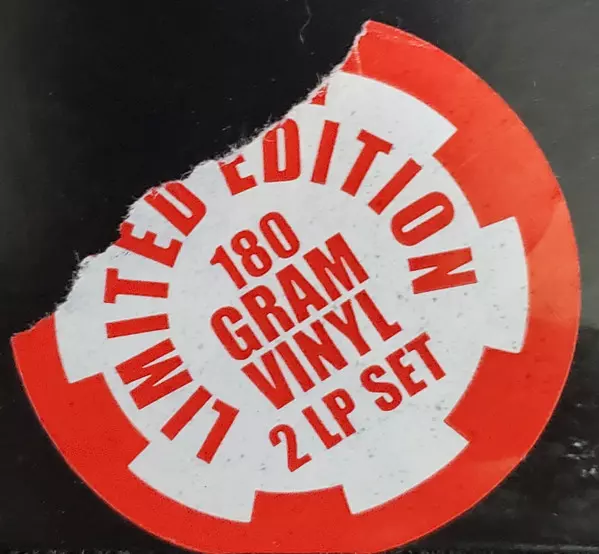 LIMITED EDITION
180
GRAM
VINYL
2 LP SET